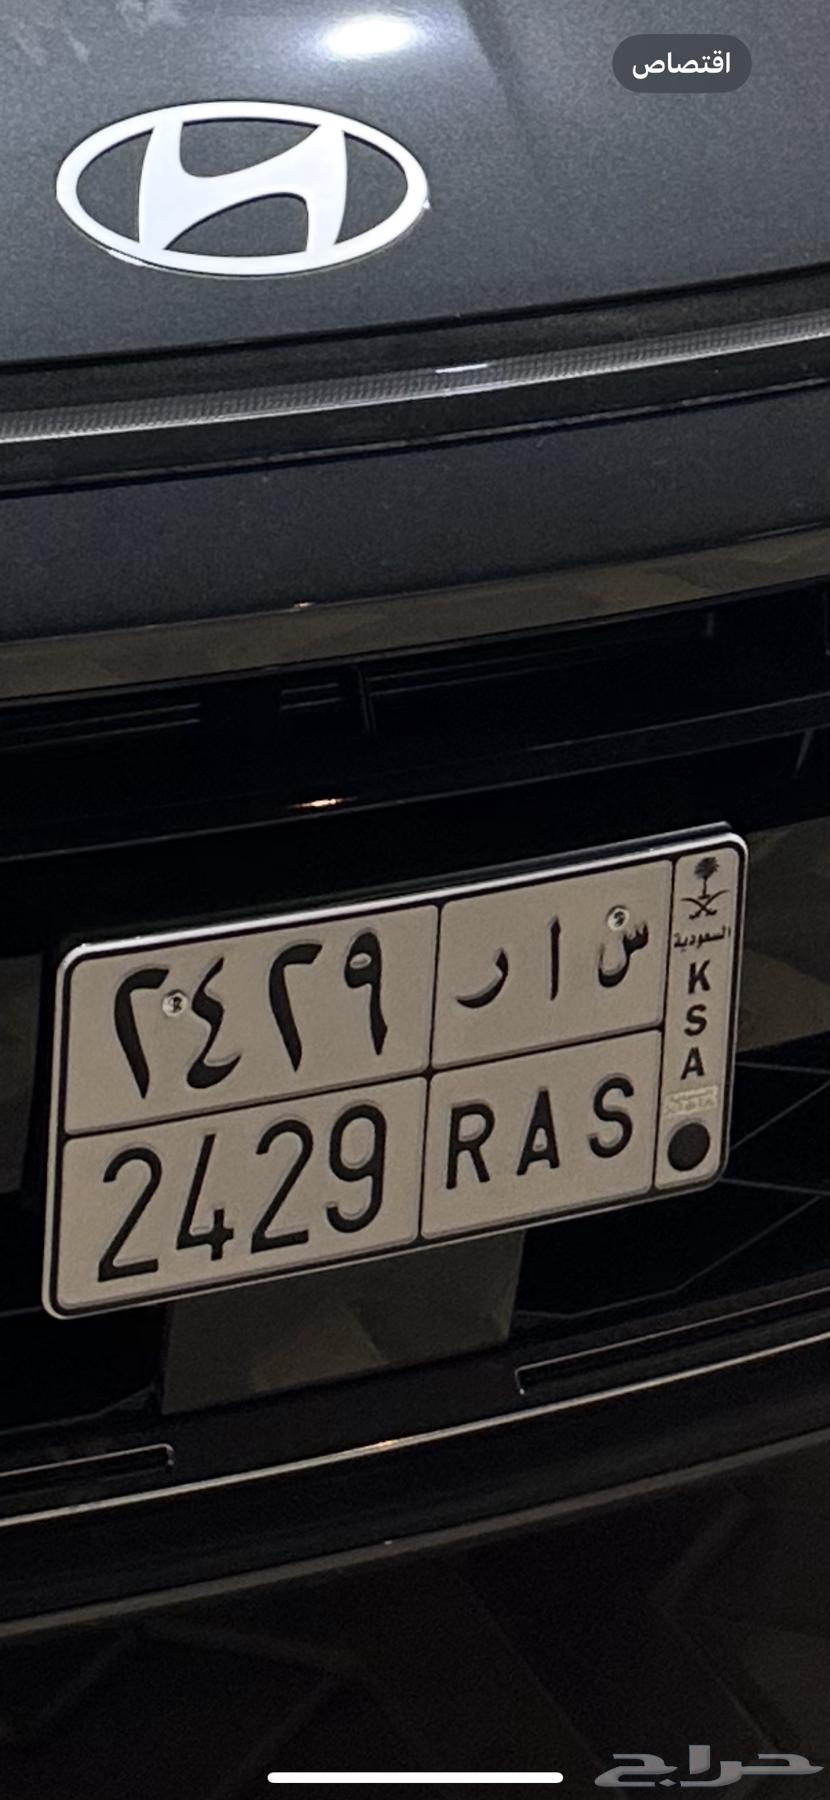 اقتصاص
٢٤٢٩ س ا ر
2429 RAS
السعودية
K
S
A
حراج